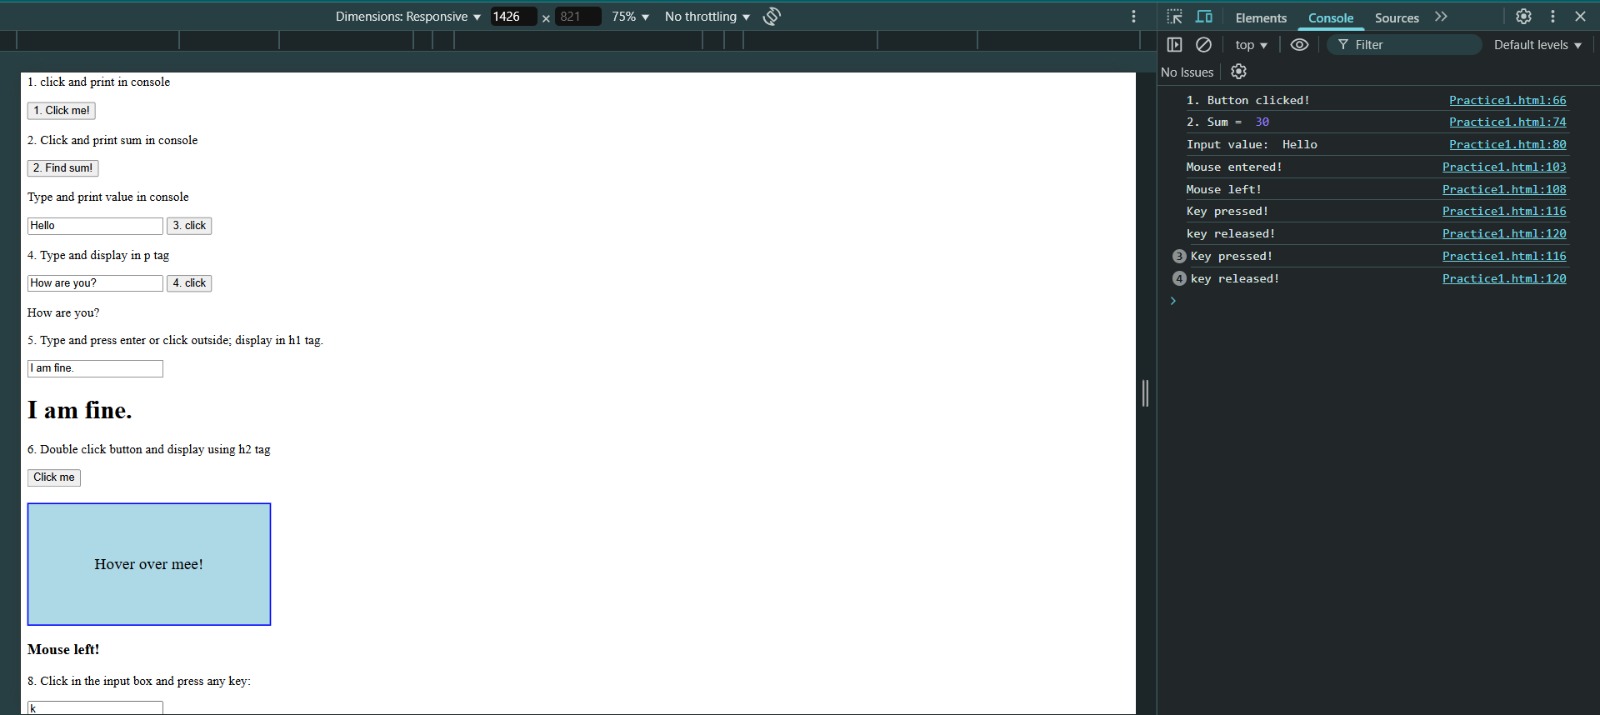 Dimensions: Responsive 1426 × 821 75% No throttling
Elements Console Sources
top Filter Default levels
No Issues
1. click and print in console
1. Click me!
2. Click and print sum in console
2. Find sum!
Type and print value in console
Hello 3. click
4. Type and display in p tag
How are you? 4. click
How are you?
5. Type and press enter or click outside; display in h1 tag.
I am fine.
I am fine.
6. Double click button and display using h2 tag
Click me
Hover over mee!
Mouse left!
8. Click in the input box and press any key:
k
1. Button clicked! Practice1.html:66
2. Sum = 30 Practice1.html:74
Input value: Hello Practice1.html:80
Mouse entered! Practice1.html:103
Mouse left! Practice1.html:108
Key pressed! Practice1.html:116
key released! Practice1.html:120
3 Key pressed! Practice1.html:116
4 key released! Practice1.html:120